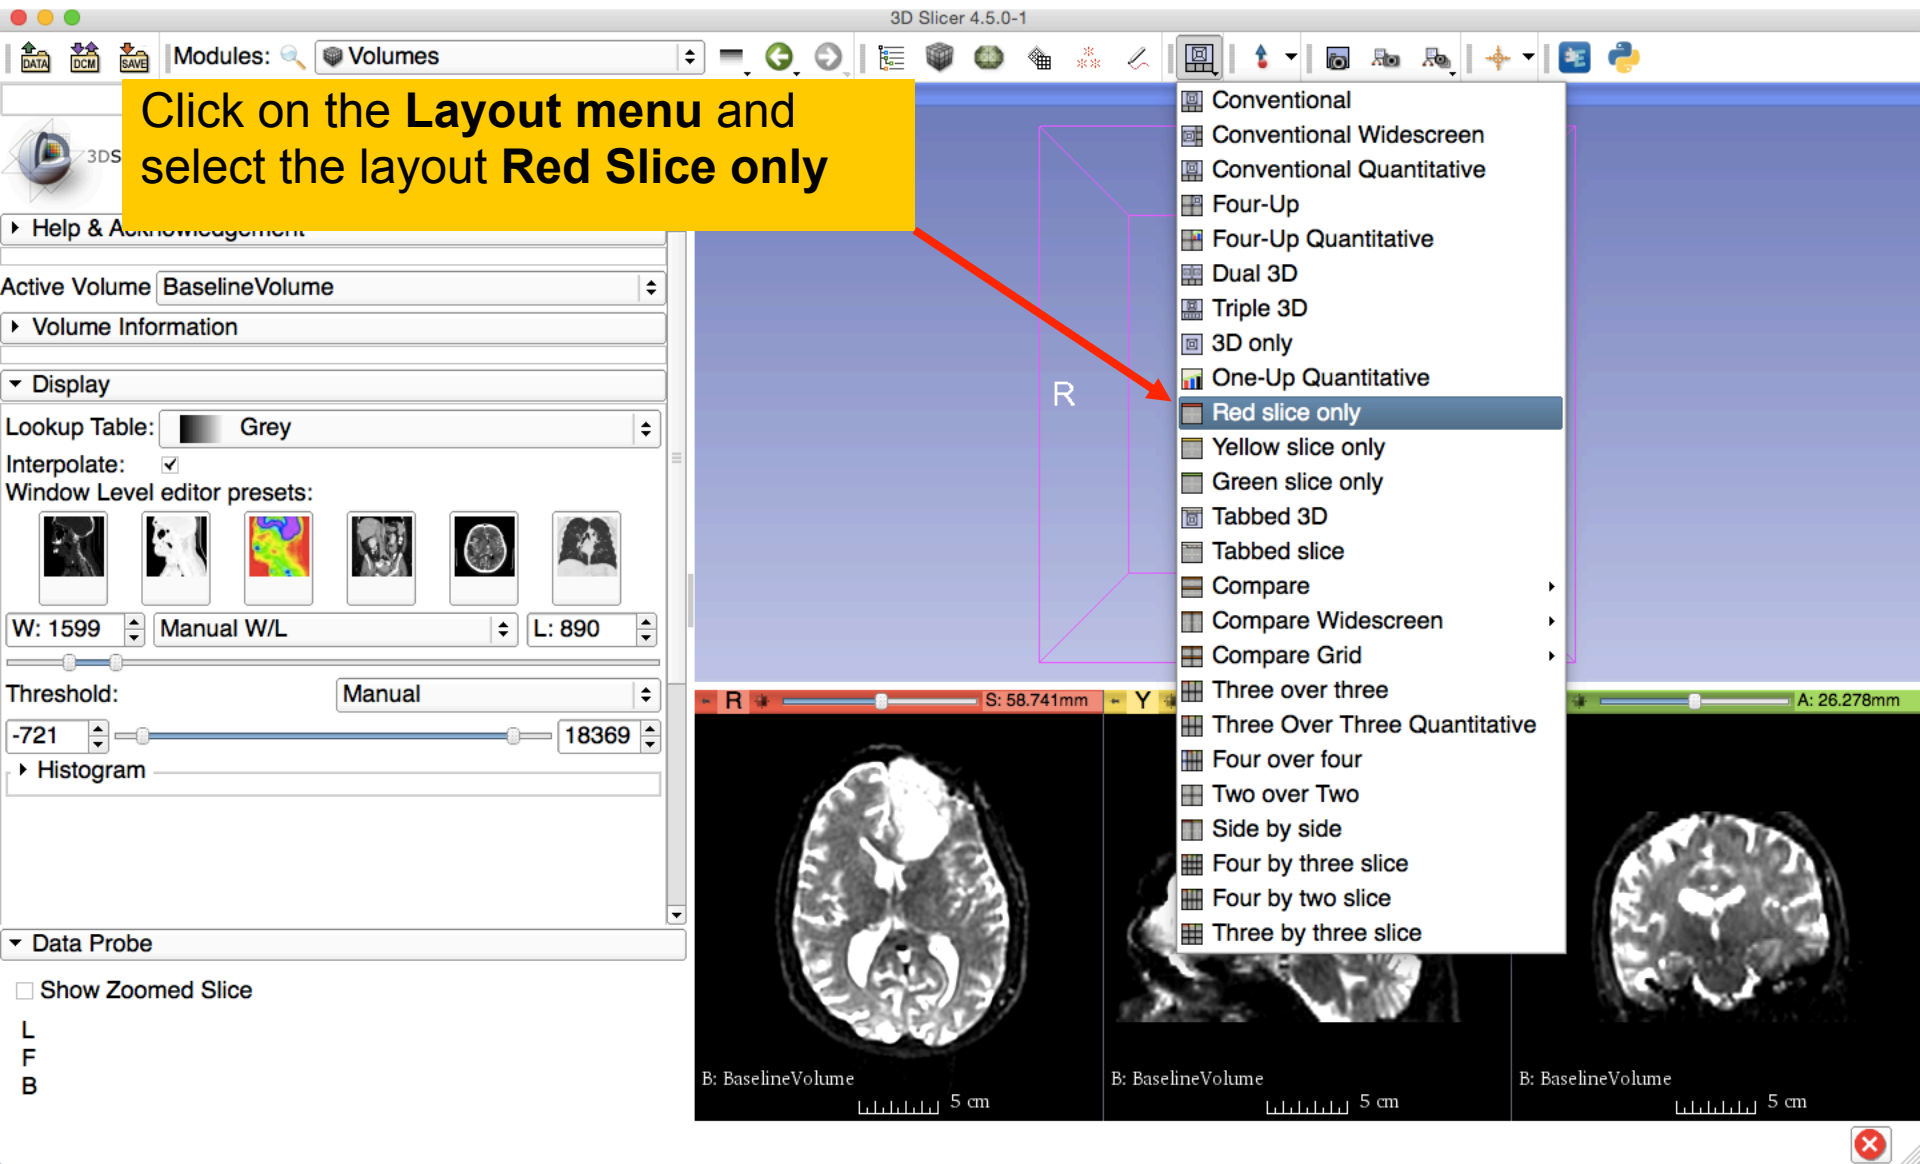 3D Slicer 4.5.0-1
DATA
DCM
SAVE
Modules:
Volumes
Click on the Layout menu and
select the layout Red Slice only
3DS
Help & Acknowledgement
Active Volume
BaselineVolume
Volume Information
Display
Lookup Table:
Grey
Interpolate:
Window Level editor presets:
W: 1599
Manual W/L
L: 890
Threshold:
Manual
-721
18369
Histogram
Data Probe
Show Zoomed Slice
L
F
B
R
Conventional
Conventional Widescreen
Conventional Quantitative
Four-Up
Four-Up Quantitative
Dual 3D
Triple 3D
3D only
One-Up Quantitative
Red slice only
Yellow slice only
Green slice only
Tabbed 3D
Tabbed slice
Compare
Compare Widescreen
Compare Grid
Three over three
Three Over Three Quantitative
Four over four
Two over Two
Side by side
Four by three slice
Four by two slice
Three by three slice
R
S: 58.741mm
Y
A: 26.278mm
B: BaselineVolume
5 cm
B: BaselineVolume
5 cm
B: BaselineVolume
5 cm